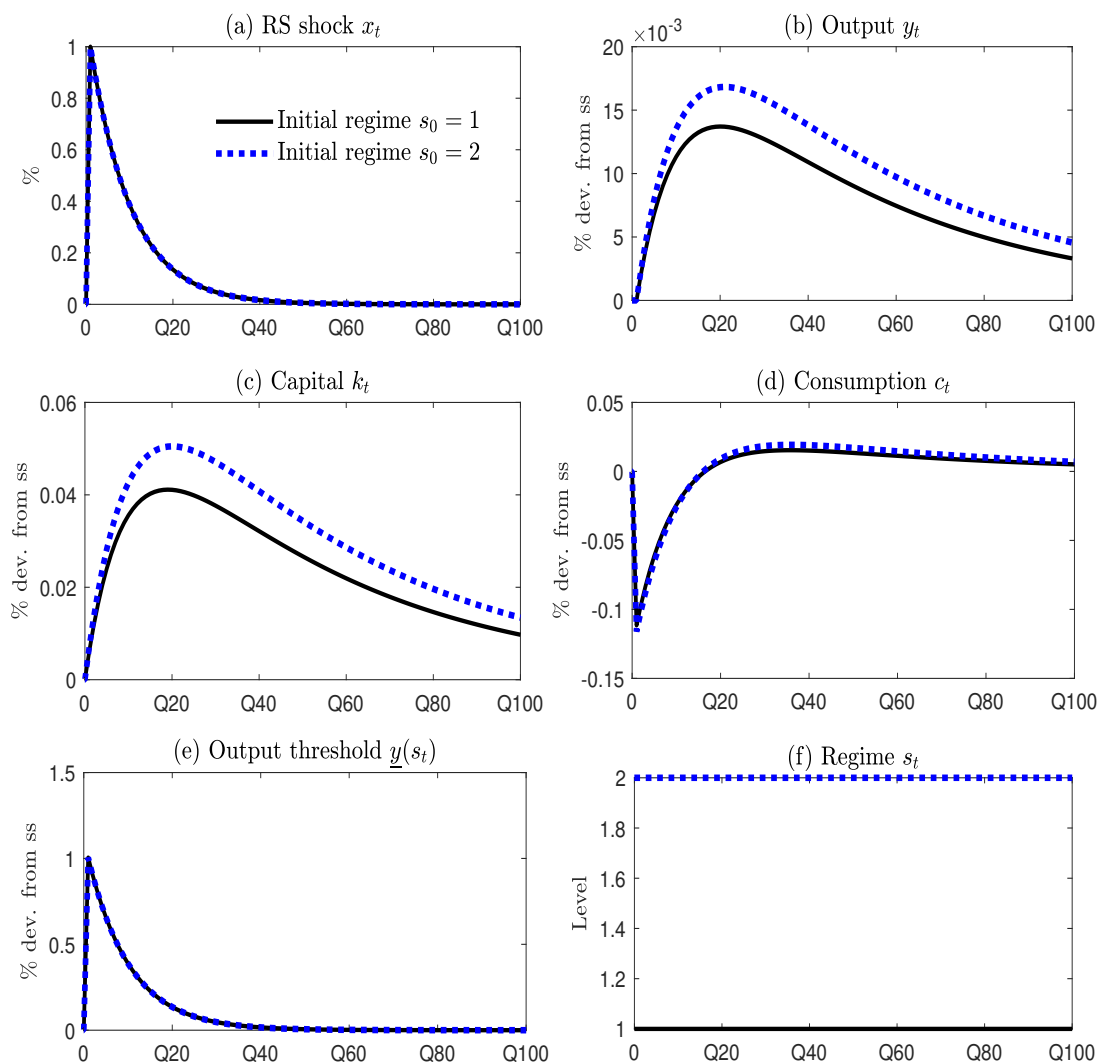 (a) RS shock x_t
1
0.8
0.6
0.4
0.2
0
%
Initial regime s_0 = 1
Initial regime s_0 = 2
0 Q20 Q40 Q60 Q80 Q100
(b) Output y_t
×10^-3
20
15
10
5
0
% dev. from ss
0 Q20 Q40 Q60 Q80 Q100
(c) Capital k_t
0.06
0.04
0.02
0
% dev. from ss
0 Q20 Q40 Q60 Q80 Q100
(d) Consumption c_t
0.05
0
-0.05
-0.1
-0.15
% dev. from ss
0 Q20 Q40 Q60 Q80 Q100
(e) Output threshold y̲(s_t)
1.5
1
0.5
0
% dev. from ss
0 Q20 Q40 Q60 Q80 Q100
(f) Regime s_t
2
1.8
1.6
1.4
1.2
1
Level
0 Q20 Q40 Q60 Q80 Q100